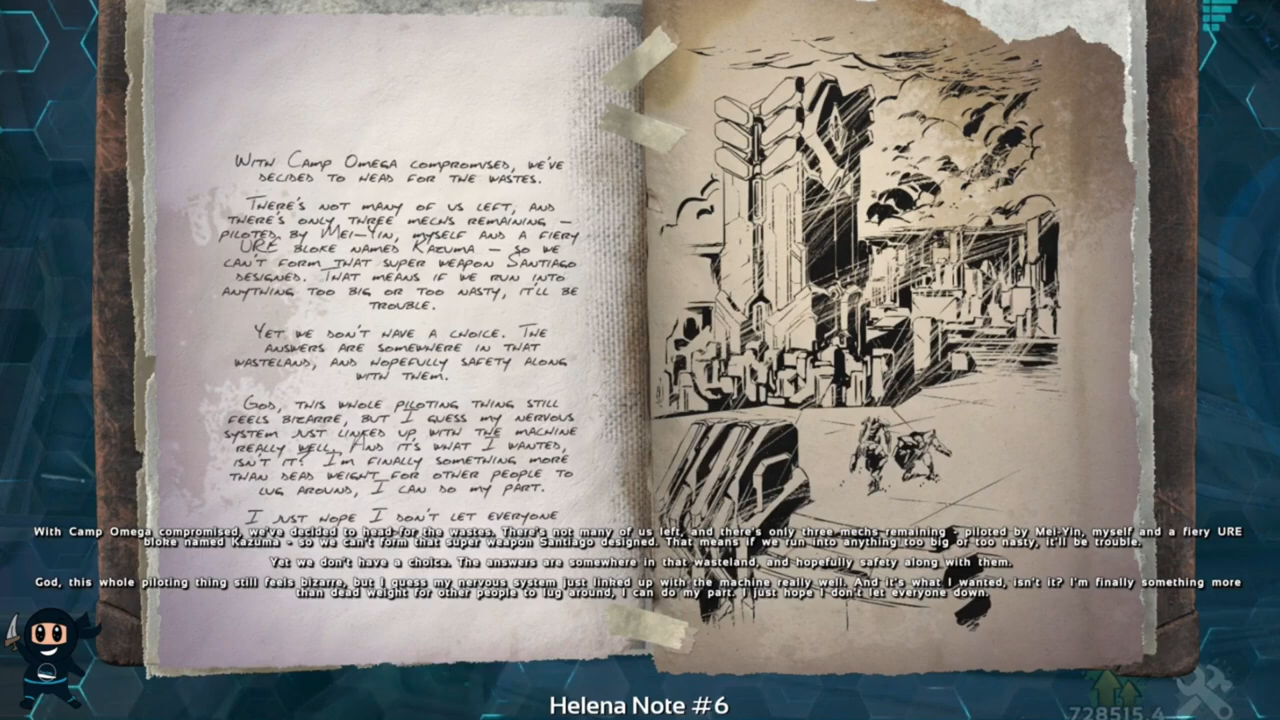 With Camp Omega compromised, we've
decided to head for the wastes.
There's not many of us left, and
there's only three mechs remaining –
piloted by Mei-Yin, myself and a fiery
URE bloke named Kazuma – so we
can't form that super weapon Santiago
designed. That means if we run into
anything too big or too nasty, it'll be
trouble.
Yet we don't have a choice. The
answers are somewhere in that
wasteland, and hopefully safety along
with them.
God, this whole piloting thing still
feels bizarre, but I guess my nervous
system just linked up with the machine
really well. And it's what I wanted,
isn't it? I'm finally something more
than dead weight for other people to
lug around, I can do my part.
I just hope I don't let everyone
With Camp Omega compromised, we've decided to head for the wastes. There's not many of us left, and there's only three mechs remaining - piloted by Mei-Yin, myself and a fiery URE
bloke named Kazuma - so we can't form that super weapon Santiago designed. That means if we run into anything too big or too nasty, it'll be trouble.
Yet we don't have a choice. The answers are somewhere in that wasteland, and hopefully safety along with them.
God, this whole piloting thing still feels bizarre, but I guess my nervous system just linked up with the machine really well. And it's what I wanted, isn't it? I'm finally something more
than dead weight for other people to lug around, I can do my part. I just hope I don't let everyone down.
Helena Note #6
728515.4